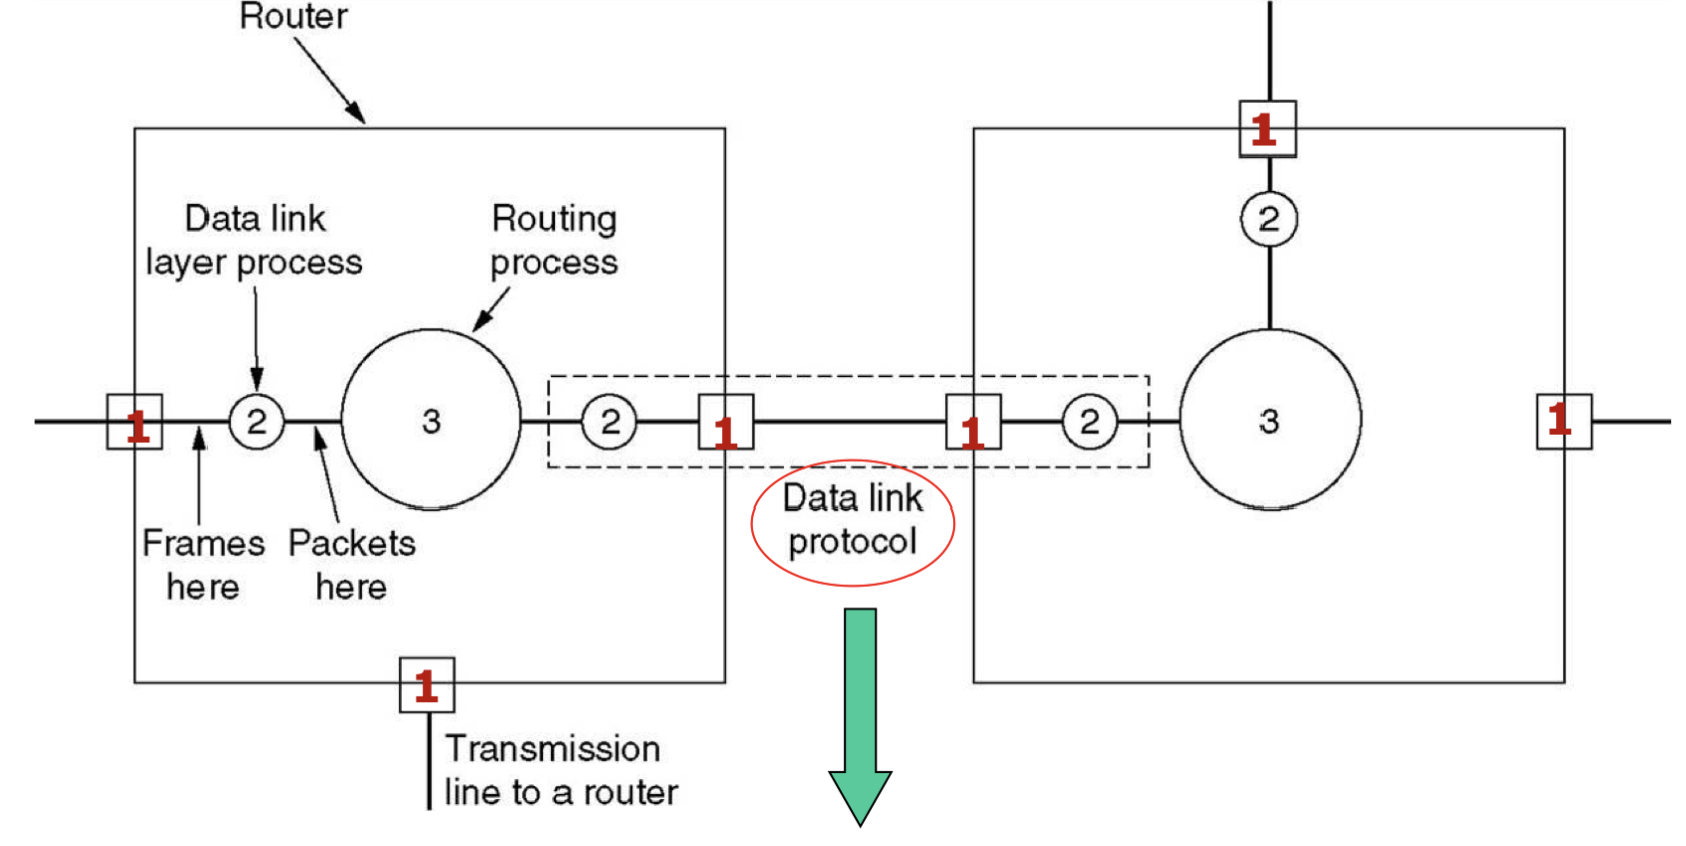 Router
1
Data link
layer process
Routing
process
2
1
2
3
2
1
1
2
3
1
Frames
here
Packets
here
Data link
protocol
1
Transmission
line to a router